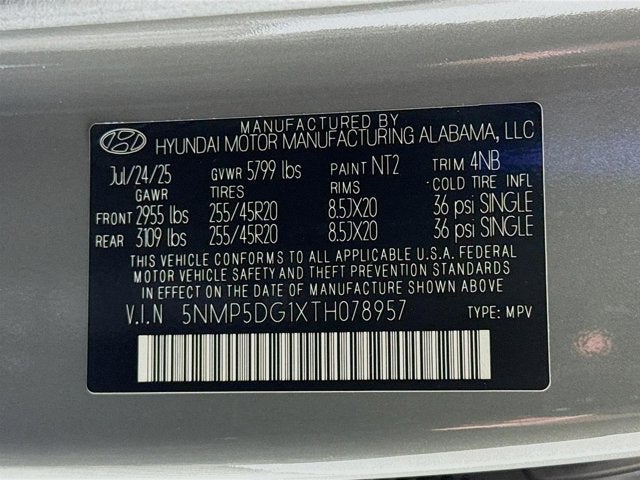 MANUFACTURED BY
HYUNDAI MOTOR MANUFACTURING ALABAMA, LLC
Jul/24/25 GVWR 5799 lbs PAINT NT2 TRIM 4NB
GAWR TIRES RIMS COLD TIRE INFL
FRONT 2955 lbs 255/45R20 8.5JX20 36 psi SINGLE
REAR 3109 lbs 255/45R20 8.5JX20 36 psi SINGLE
THIS VEHICLE CONFORMS TO ALL APPLICABLE U.S.A. FEDERAL
MOTOR VEHICLE SAFETY AND THEFT PREVENTION STANDARDS
IN EFFECT ON THE DATE OF MANUFACTURE SHOWN ABOVE
V.I.N 5NMP5DG1XTH078957 TYPE: MPV